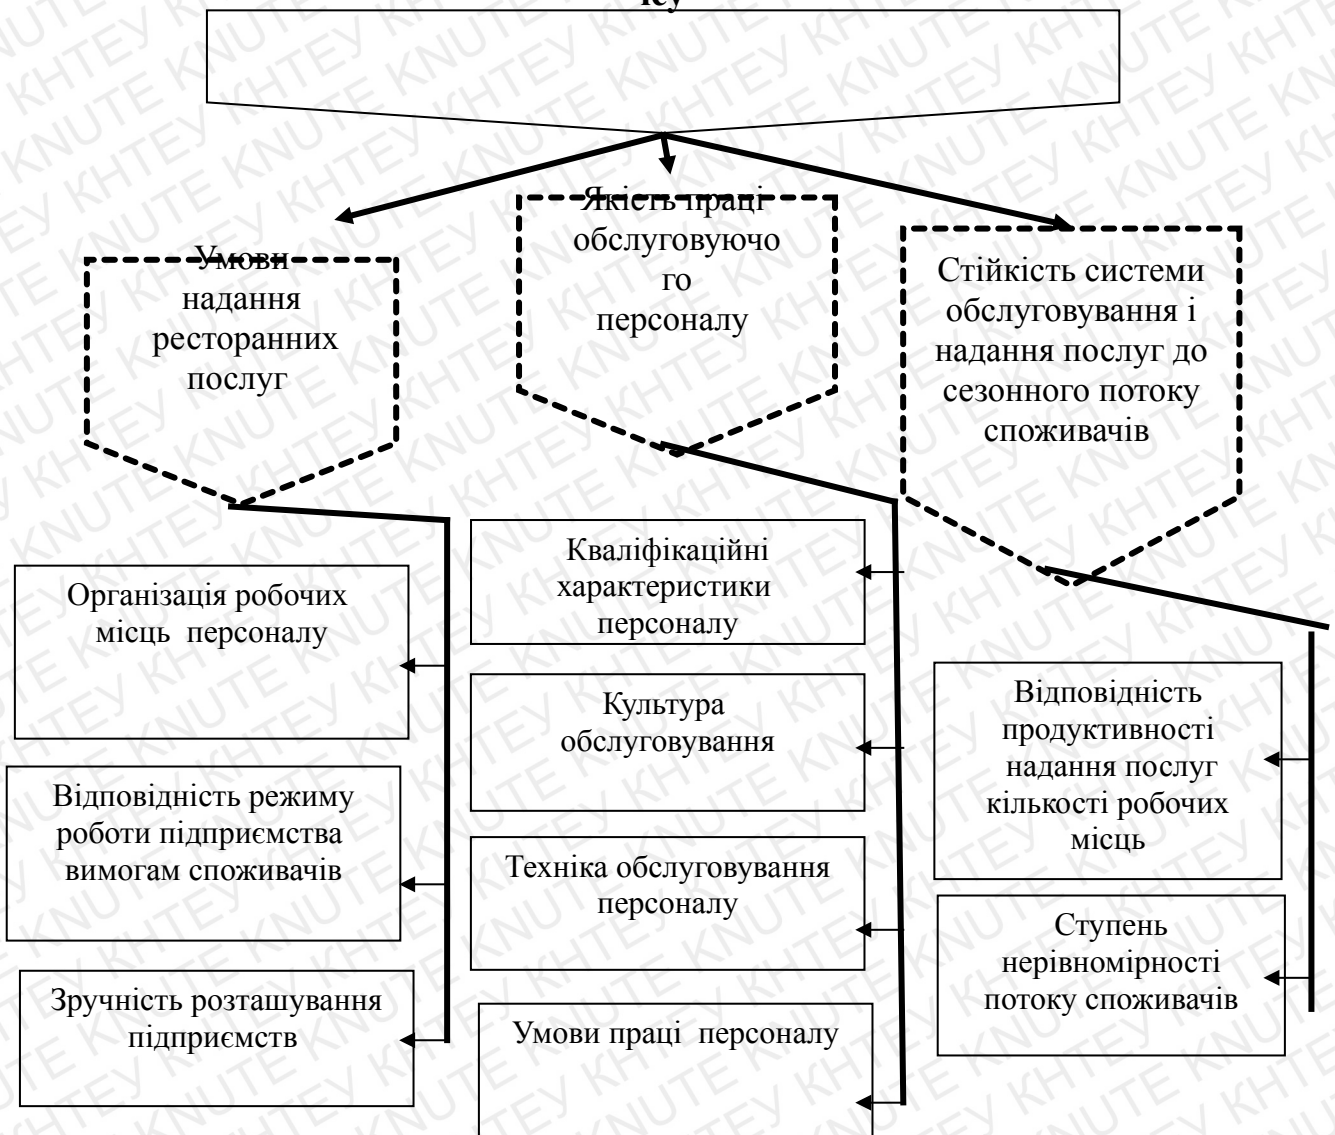 Якість праці
обслуговуючо
го
персоналу
Умови
надання
ресторанних
послуг
Стійкість системи
обслуговування і
надання послуг до
сезонного потоку
споживачів
Організація робочих
місць персоналу
Відповідність режиму
роботи підприємства
вимогам споживачів
Зручність розташування
підприємств
Кваліфікаційні
характеристики
персоналу
Культура
обслуговування
Техніка обслуговування
персоналу
Умови праці персоналу
Відповідність
продуктивності
надання послуг
кількості робочих
місць
Ступень
нерівномірності
потоку споживачів
KNUTE КНТЕУ